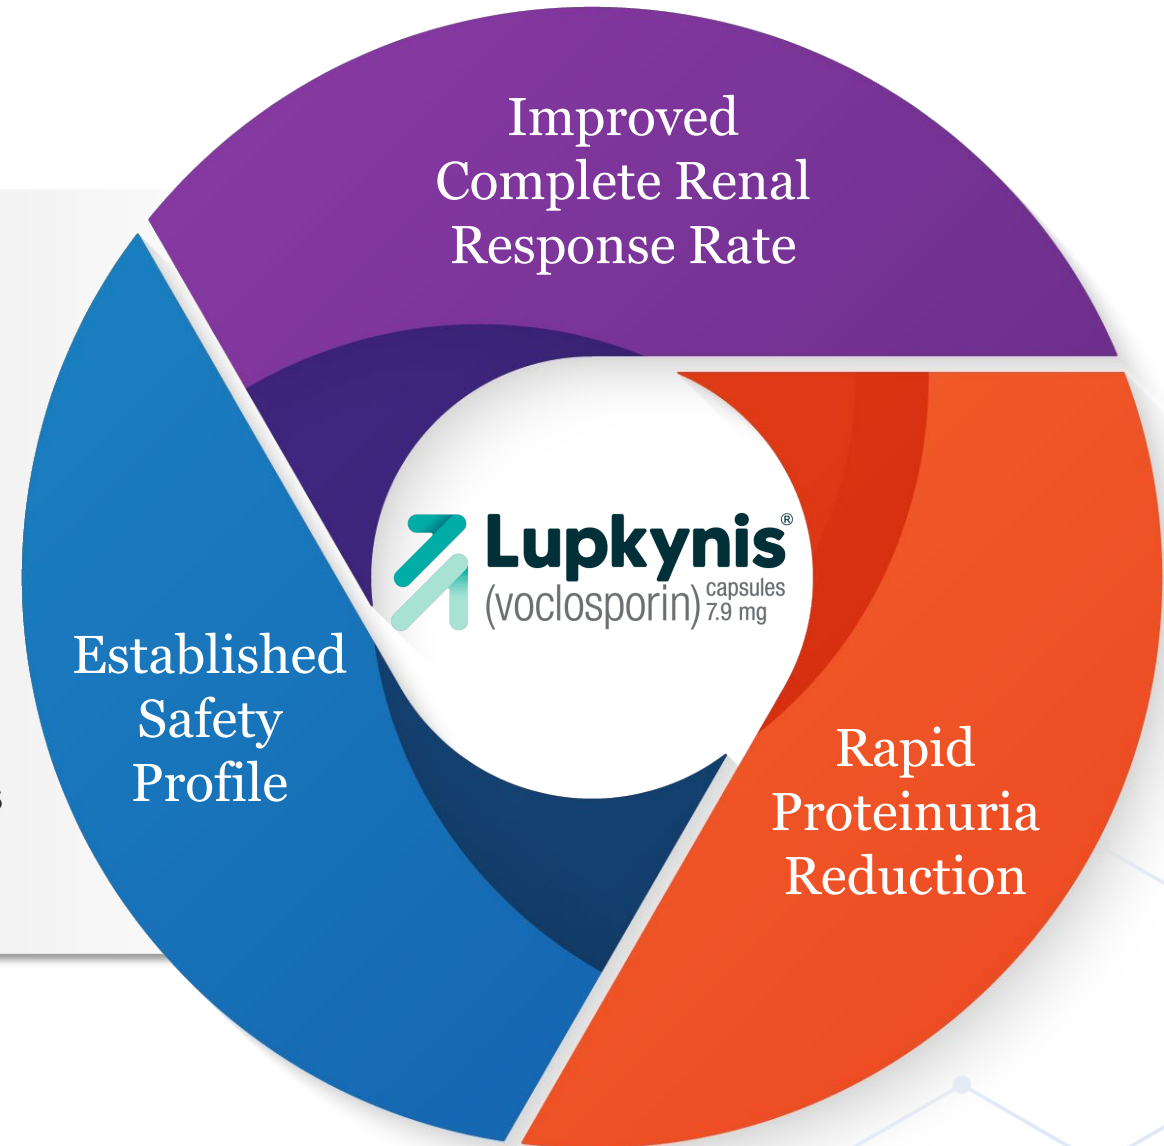 Improved
Complete Renal
Response Rate
Lupkynis®
(voclosporin) capsules
7.9 mg
Established
Safety
Profile
Rapid
Proteinuria
Reduction